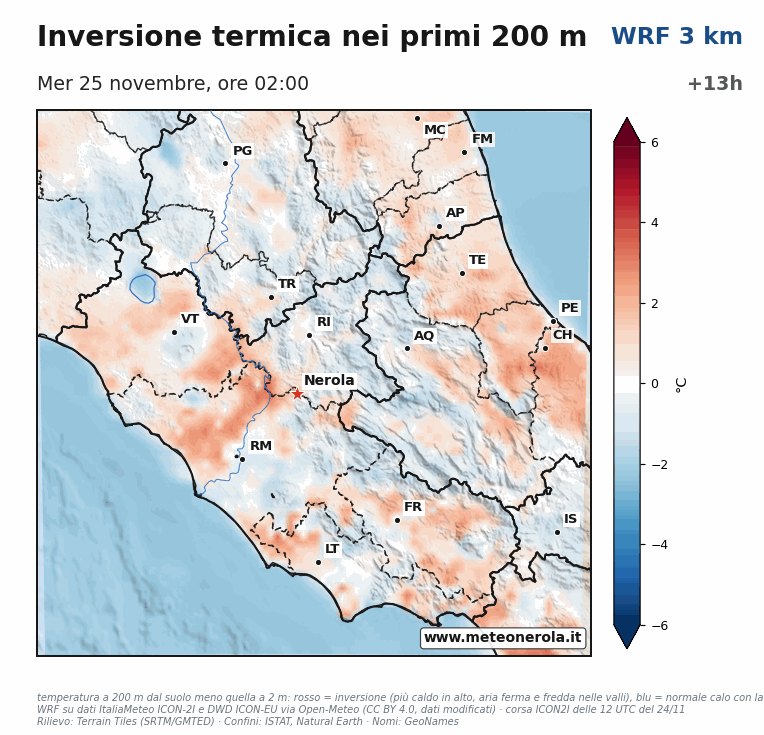 Inversione termica nei primi 200 m WRF 3 km
Mer 25 novembre, ore 02:00 +13h
MC
FM
PG
AP
TE
TR
PE
VT
RI
AQ
CH
Nerola
RM
FR
IS
LT
www.meteonerola.it
6
4
2
0
−2
−4
−6
°C
temperatura a 200 m dal suolo meno quella a 2 m: rosso = inversione (più caldo in alto, aria ferma e fredda nelle valli), blu = normale calo con la
WRF su dati ItaliaMeteo ICON-2I e DWD ICON-EU via Open-Meteo (CC BY 4.0, dati modificati) · corsa ICON2I delle 12 UTC del 24/11
Rilievo: Terrain Tiles (SRTM/GMTED) · Confini: ISTAT, Natural Earth · Nomi: GeoNames